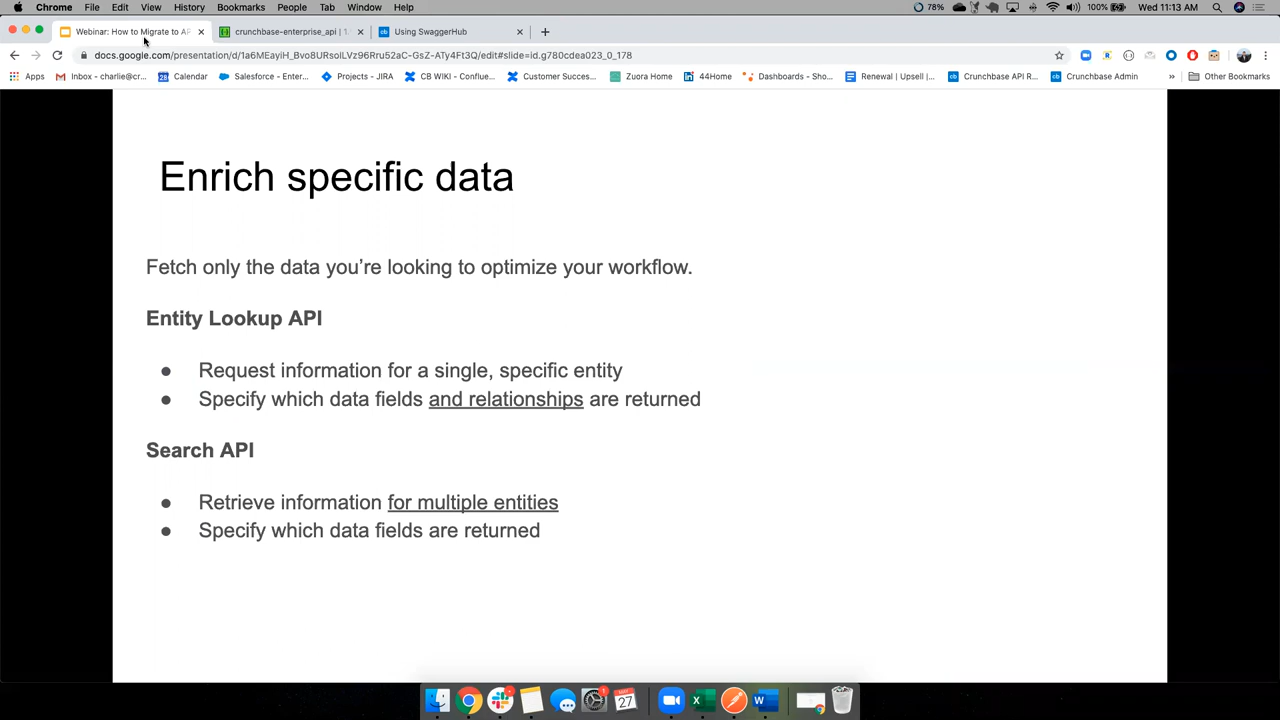 Chrome File Edit View History Bookmarks People Tab Window Help 78% 100% Wed 11:13 AM
Webinar: How to Migrate to AP crunchbase-enterprise_api | 1. Using SwaggerHub
docs.google.com/presentation/d/1a6MEayiH_Bvo8URsolLVz96Rru52aC-GsZ-ATy4Ft3Q/edit#slide=id.g780cdea023_0_178
Apps Inbox - charlie@cr... Calendar Salesforce - Enter... Projects - JIRA CB WIKI - Conflue... Customer Succes... Zuora Home 44Home Dashboards - Sho... Renewal | Upsell |... Crunchbase API R... Crunchbase Admin » Other Bookmarks
Enrich specific data
Fetch only the data you’re looking to optimize your workflow.
Entity Lookup API
● Request information for a single, specific entity
● Specify which data fields and relationships are returned
Search API
● Retrieve information for multiple entities
● Specify which data fields are returned
27